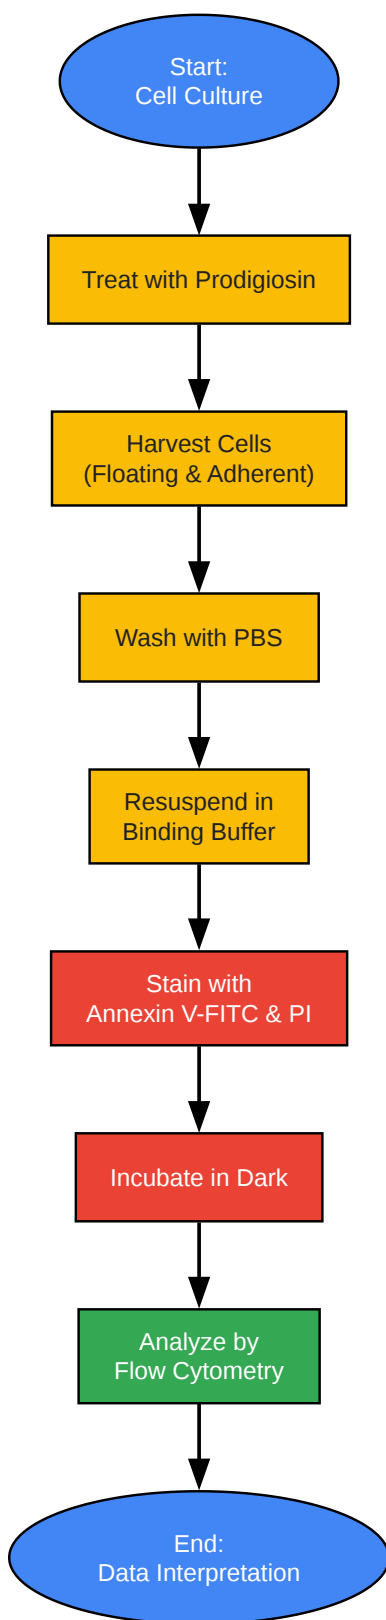 Start:
Cell Culture
Treat with Prodigiosin
Harvest Cells
(Floating & Adherent)
Wash with PBS
Resuspend in
Binding Buffer
Stain with
Annexin V-FITC & PI
Incubate in Dark
Analyze by
Flow Cytometry
End:
Data Interpretation